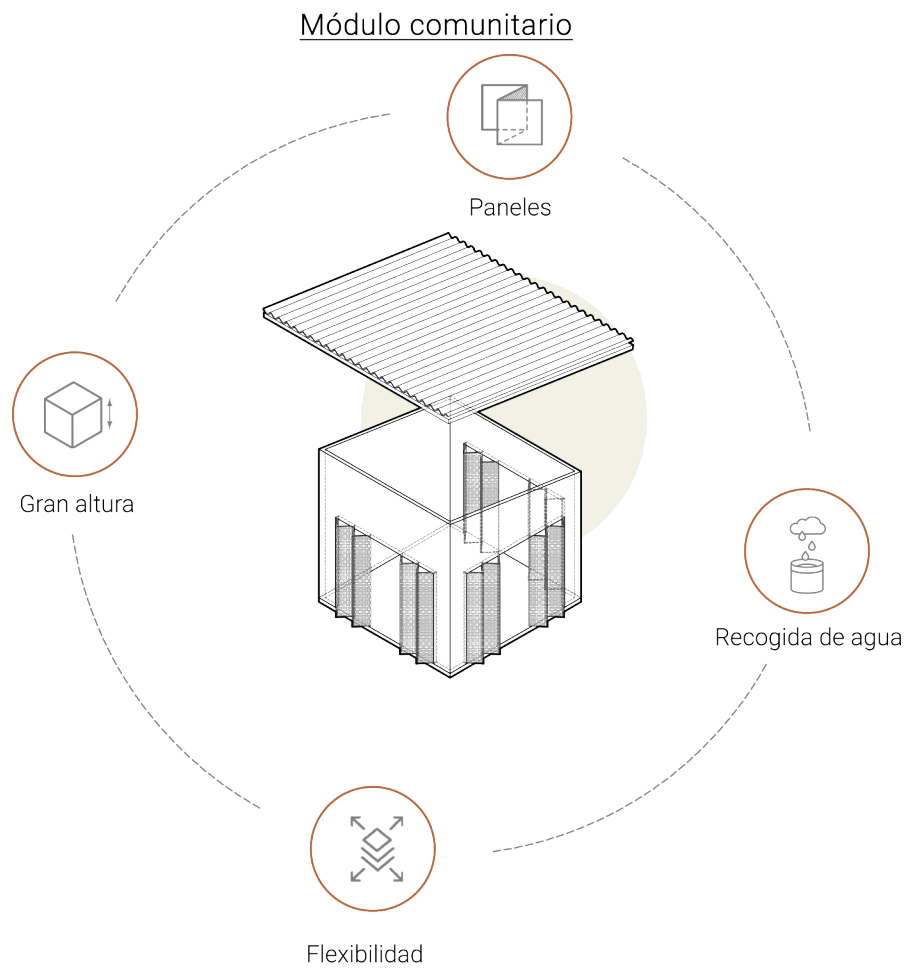 Módulo comunitario
Paneles
Gran altura
Recogida de agua
Flexibilidad